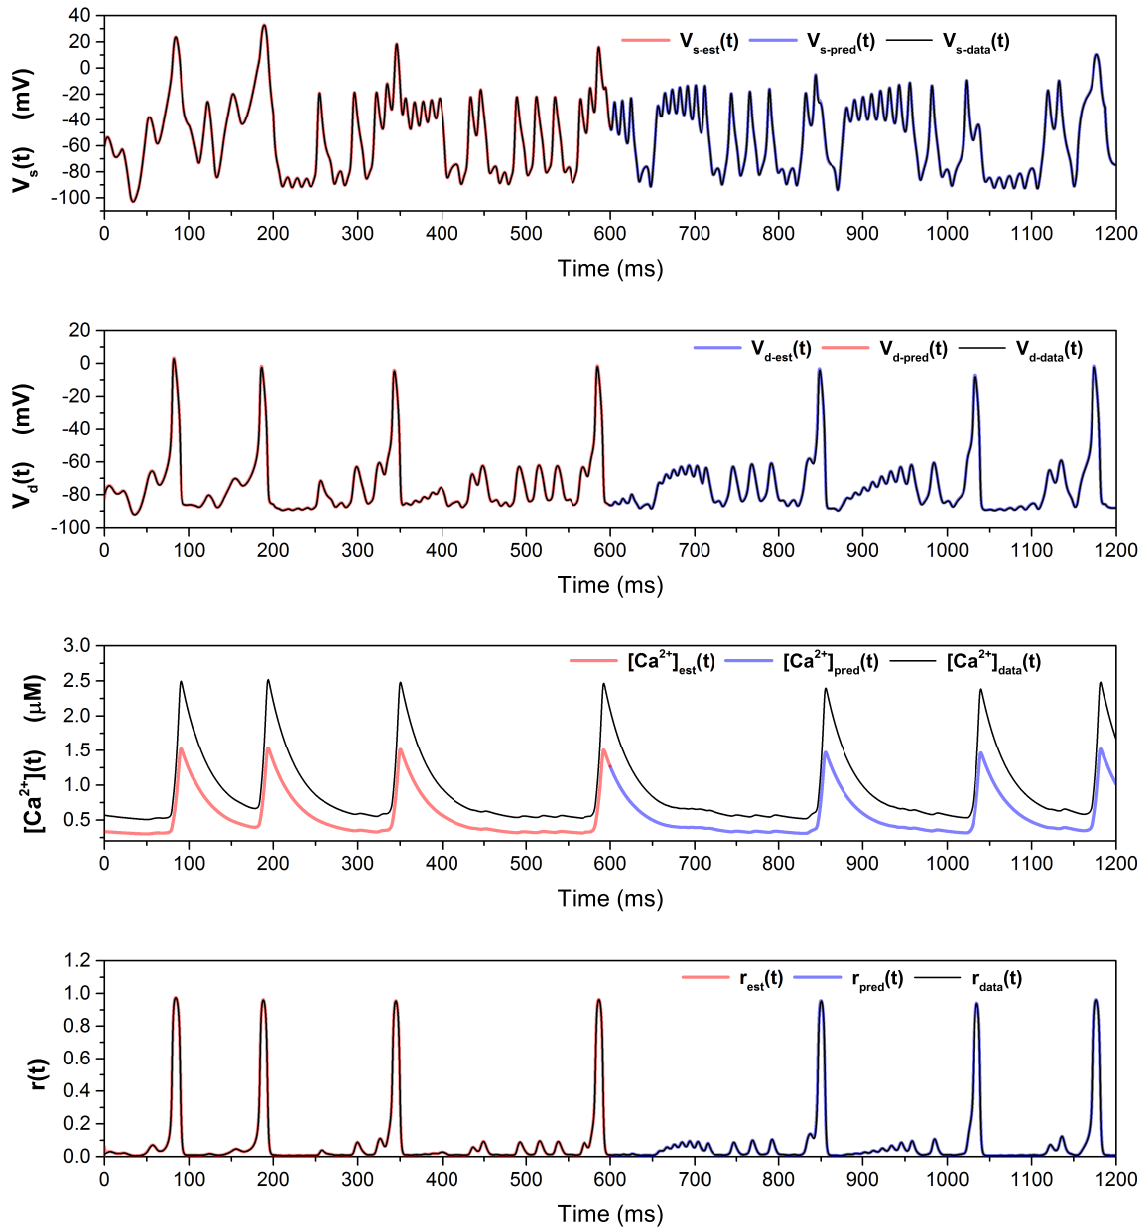 V_s-est(t) V_s-pred(t) V_s-data(t)
V_s(t) (mV)
40
20
0
-20
-40
-60
-80
-100
0 100 200 300 400 500 600 700 800 900 1000 1100 1200
Time (ms)
V_d-est(t) V_d-pred(t) V_d-data(t)
V_d(t) (mV)
20
0
-20
-40
-60
-80
-100
0 100 200 300 400 500 600 700 800 900 1000 1100 1200
Time (ms)
[Ca²⁺]_est(t) [Ca²⁺]_pred(t) [Ca²⁺]_data(t)
[Ca²⁺](t) (μM)
3.0
2.5
2.0
1.5
1.0
0.5
0 100 200 300 400 500 600 700 800 900 1000 1100 1200
Time (ms)
r_est(t) r_pred(t) r_data(t)
r(t)
1.2
1.0
0.8
0.6
0.4
0.2
0.0
0 100 200 300 400 500 600 700 800 900 1000 1100 1200
Time (ms)